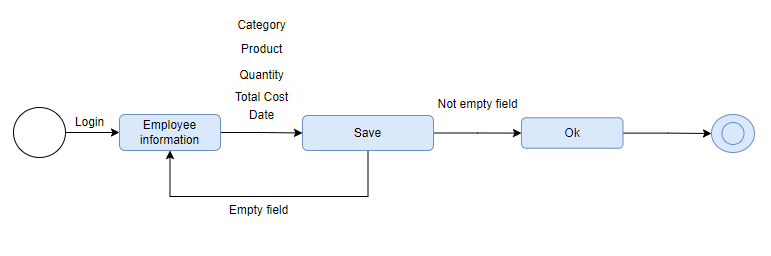 Category
Product
Quantity
Total Cost
Date
Login
Employee
information
Save
Not empty field
Ok
Empty field